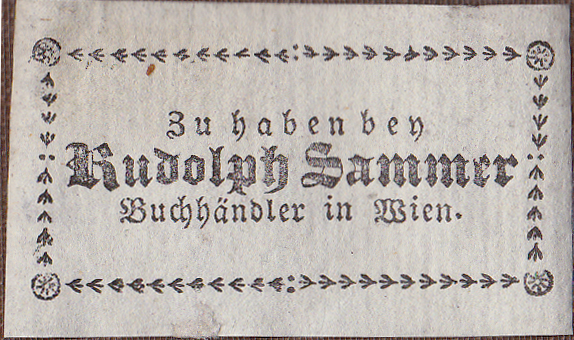 Zu haben bey
Rudolph Sammer
Buchhändler in Wien.